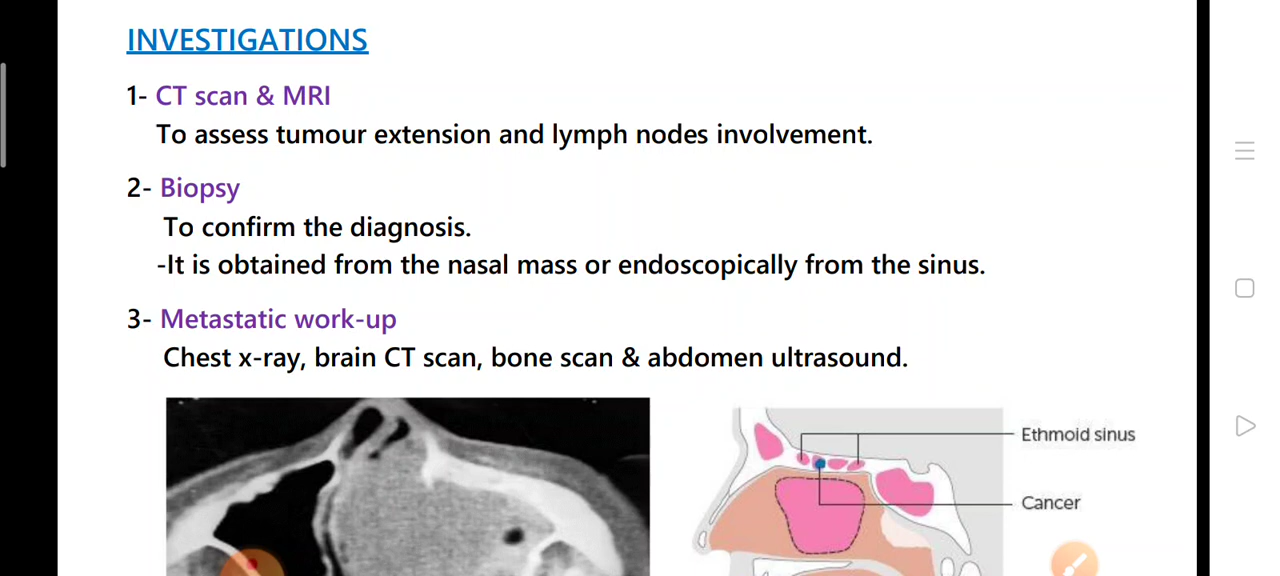 INVESTIGATIONS
1- CT scan & MRI
To assess tumour extension and lymph nodes involvement.
2- Biopsy
To confirm the diagnosis.
-It is obtained from the nasal mass or endoscopically from the sinus.
3- Metastatic work-up
Chest x-ray, brain CT scan, bone scan & abdomen ultrasound.
Ethmoid sinus
Cancer